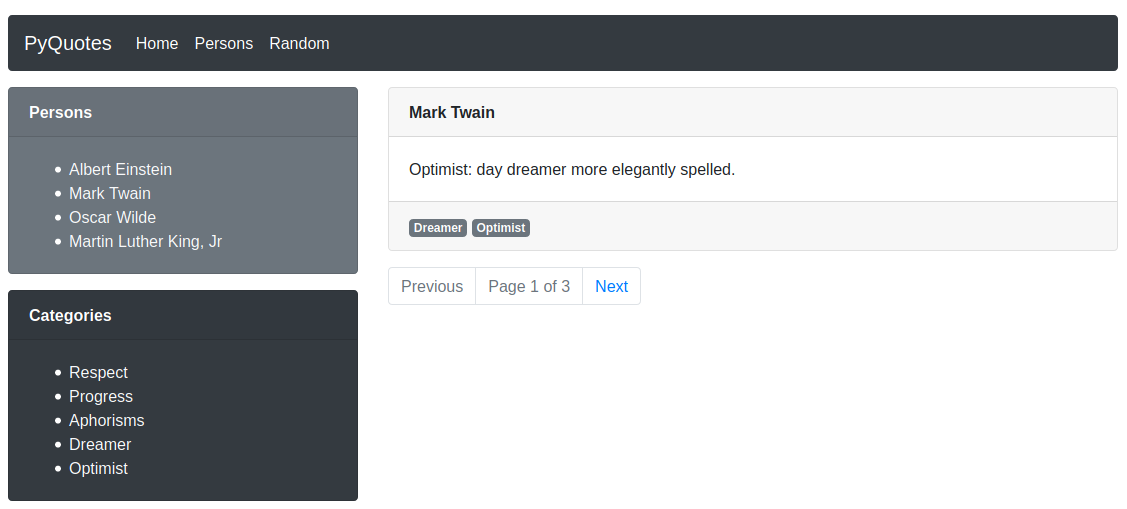 PyQuotes Home Persons Random
Persons
Albert Einstein
Mark Twain
Oscar Wilde
Martin Luther King, Jr
Categories
Respect
Progress
Aphorisms
Dreamer
Optimist
Mark Twain
Optimist: day dreamer more elegantly spelled.
Dreamer Optimist
Previous Page 1 of 3 Next